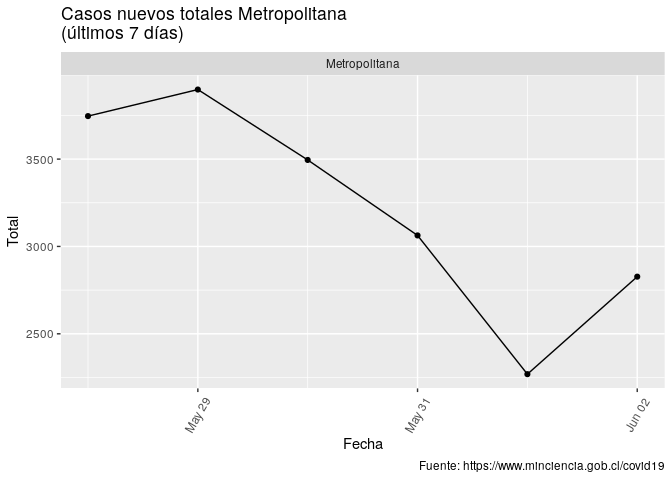 Casos nuevos totales Metropolitana
(últimos 7 días)
Metropolitana
3500
3000
2500
Total
May 29
May 31
Jun 02
Fecha
Fuente: https://www.minciencia.gob.cl/covid19